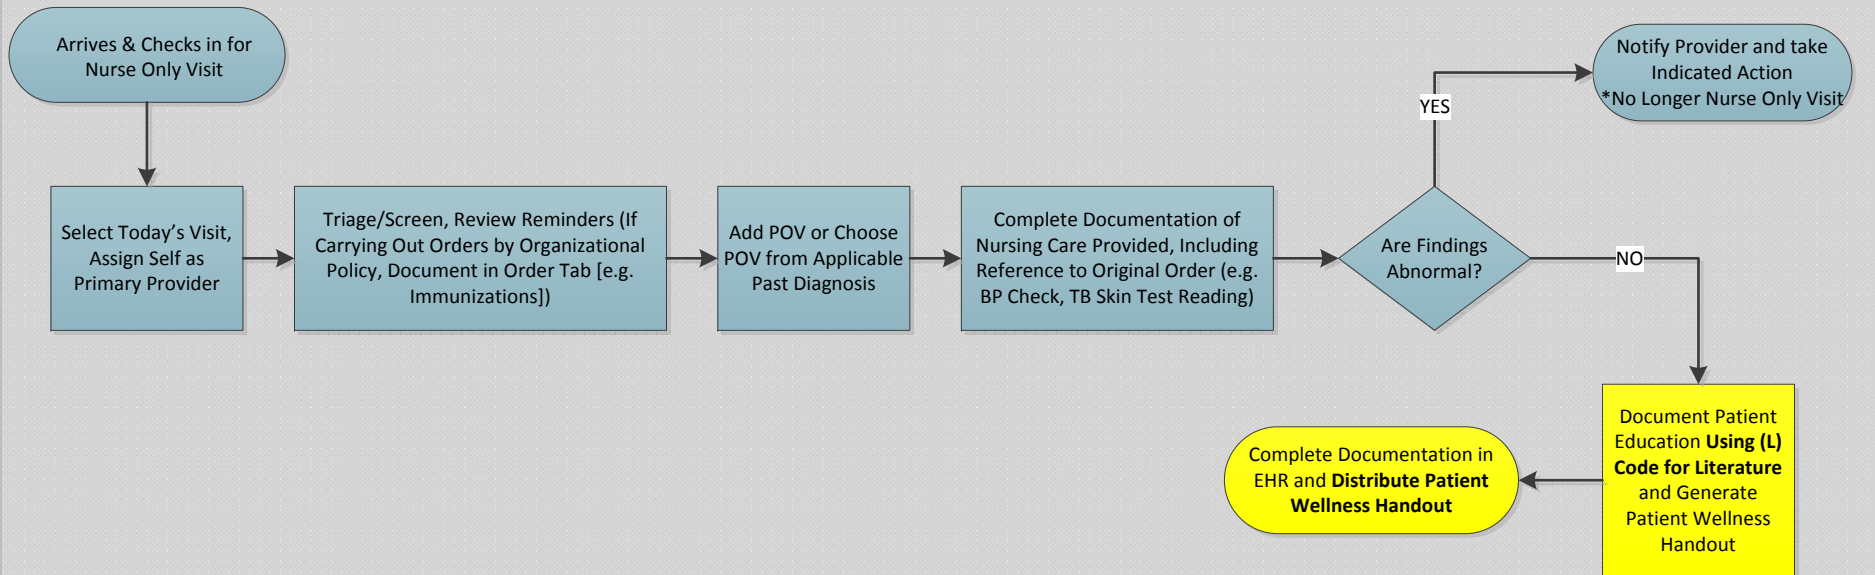 Arrives & Checks in for
Nurse Only Visit
Select Today’s Visit,
Assign Self as
Primary Provider
Triage/Screen, Review Reminders (If
Carrying Out Orders by Organizational
Policy, Document in Order Tab [e.g.
Immunizations])
Add POV or Choose
POV from Applicable
Past Diagnosis
Complete Documentation of
Nursing Care Provided, Including
Reference to Original Order (e.g.
BP Check, TB Skin Test Reading)
Are Findings
Abnormal?
YES
Notify Provider and take
Indicated Action
*No Longer Nurse Only Visit
NO
Document Patient
Education Using (L)
Code for Literature
and Generate
Patient Wellness
Handout
Complete Documentation in
EHR and Distribute Patient
Wellness Handout